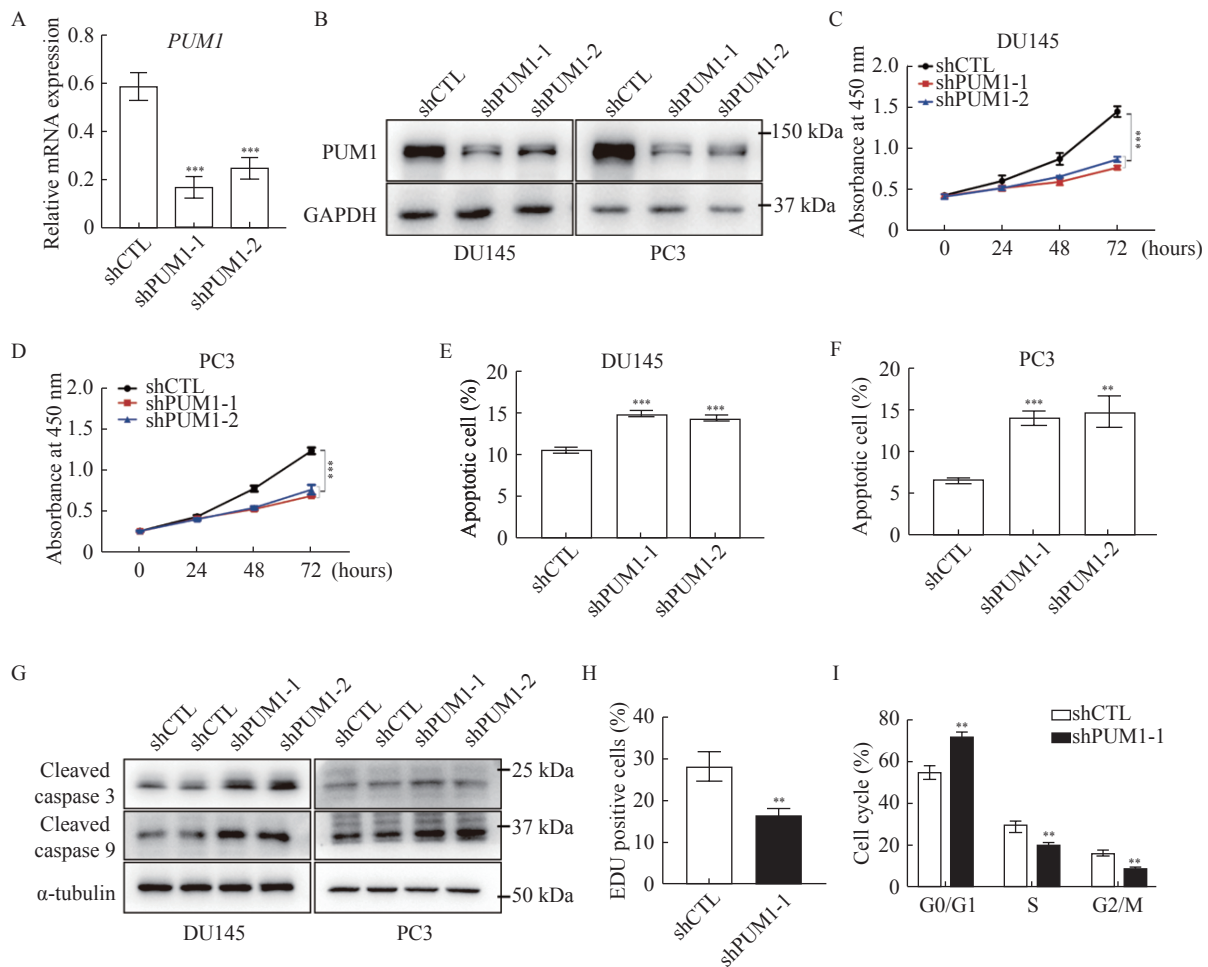 A
PUM1
Relative mRNA expression
0.6
0.4
0.2
0
***
***
shCTL
shPUM1-1
shPUM1-2
B
shCTL
shPUM1-1
shPUM1-2
shCTL
shPUM1-1
shPUM1-2
PUM1
150 kDa
GAPDH
37 kDa
DU145
PC3
C
DU145
Absorbance at 450 nm
2.0
1.5
1.0
0.5
0
shCTL
shPUM1-1
shPUM1-2
***
0 24 48 72 (hours)
D
PC3
Absorbance at 450 nm
2.0
1.5
1.0
0.5
0
shCTL
shPUM1-1
shPUM1-2
***
0 24 48 72 (hours)
E
DU145
Apoptotic cell (%)
20
15
10
5
0
***
***
shCTL
shPUM1-1
shPUM1-2
F
PC3
Apoptotic cell (%)
20
15
10
5
0
***
**
shCTL
shPUM1-1
shPUM1-2
G
shCTL
shCTL
shPUM1-1
shPUM1-2
shCTL
shCTL
shPUM1-1
shPUM1-2
Cleaved
caspase 3
25 kDa
Cleaved
caspase 9
37 kDa
α-tubulin
50 kDa
DU145
PC3
H
EDU positive cells (%)
40
30
20
10
0
**
shCTL
shPUM1-1
I
Cell cycle (%)
80
60
40
20
0
shCTL
shPUM1-1
**
**
**
G0/G1 S G2/M